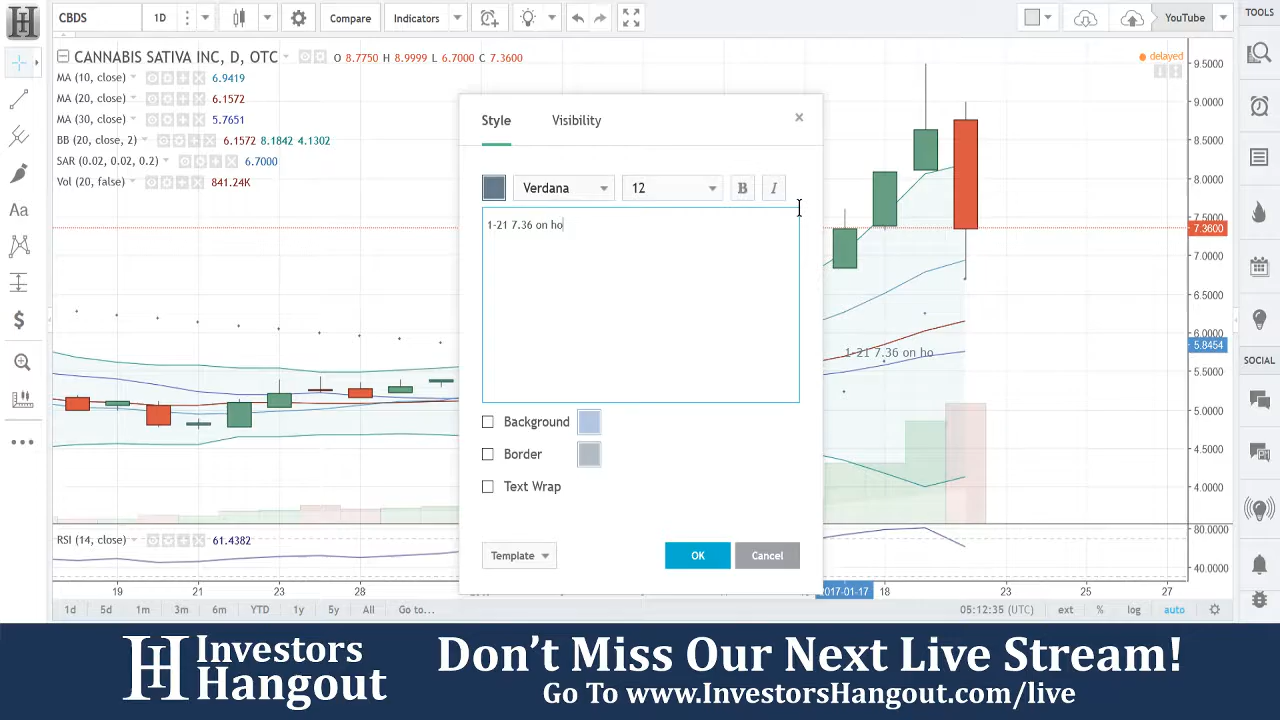 CBDS
1D
Compare
Indicators
YouTube
TOOLS
CANNABIS SATIVA INC, D, OTC
O 8.7750 H 8.9999 L 6.7000 C 7.3600
delayed
MA (10, close)
6.9419
MA (20, close)
6.1572
MA (30, close)
5.7651
BB (20, close, 2)
6.1572 8.1842 4.1302
SAR (0.02, 0.02, 0.2)
6.7000
Vol (20, false)
841.24K
Style
Visibility
Verdana
12
B
I
1-21 7.36 on ho
Background
Border
Text Wrap
Template
OK
Cancel
1-21 7.36 on ho
9.5000
9.0000
8.5000
8.0000
7.5000
7.3600
7.0000
6.5000
6.0000
5.8454
5.5000
5.0000
4.5000
4.0000
80.0000
40.0000
SOCIAL
RSI (14, close)
61.4382
19
21
23
28
30
2017-01-17
18
23
25
27
1d
5d
1m
3m
6m
YTD
1y
5y
All
Go to...
05:12:35 (UTC)
ext
%
log
auto
Investors
Hangout
Don't Miss Our Next Live Stream!
Go To www.InvestorsHangout.com/live